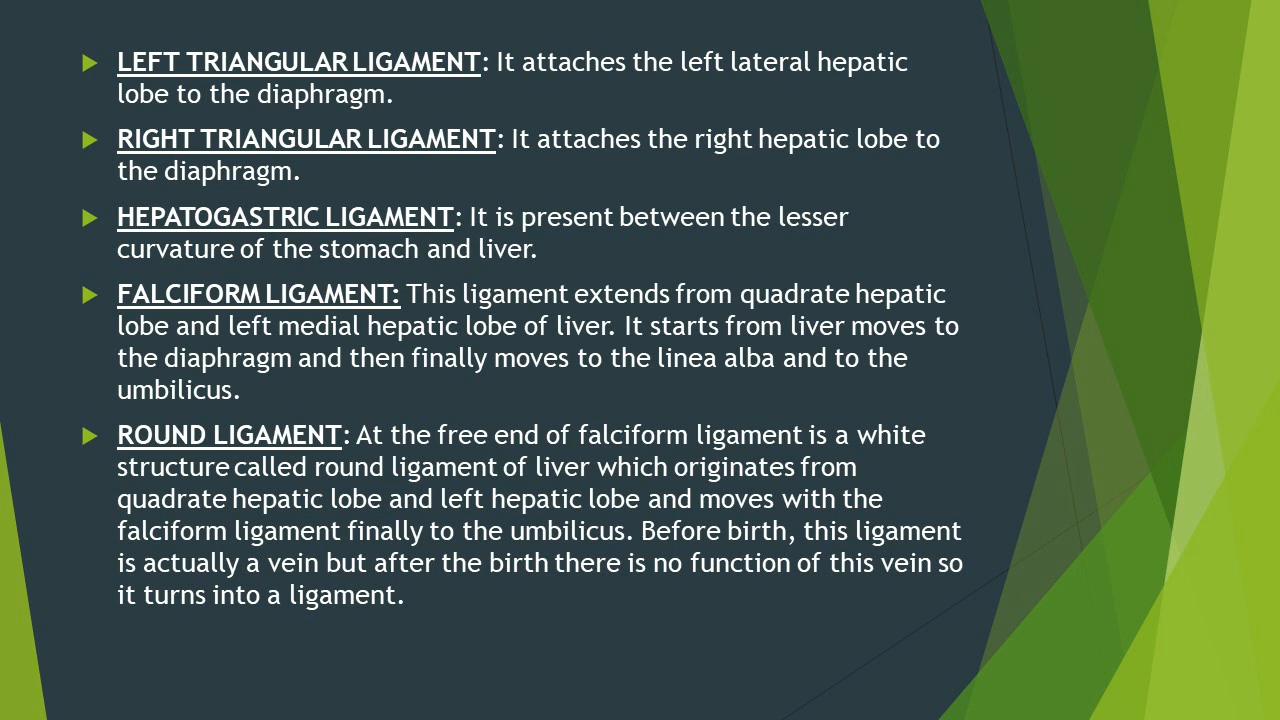 LEFT TRIANGULAR LIGAMENT: It attaches the left lateral hepatic
lobe to the diaphragm.
RIGHT TRIANGULAR LIGAMENT: It attaches the right hepatic lobe to
the diaphragm.
HEPATOGASTRIC LIGAMENT: It is present between the lesser
curvature of the stomach and liver.
FALCIFORM LIGAMENT: This ligament extends from quadrate hepatic
lobe and left medial hepatic lobe of liver. It starts from liver moves to
the diaphragm and then finally moves to the linea alba and to the
umbilicus.
ROUND LIGAMENT: At the free end of falciform ligament is a white
structure called round ligament of liver which originates from
quadrate hepatic lobe and left hepatic lobe and moves with the
falciform ligament finally to the umbilicus. Before birth, this ligament
is actually a vein but after the birth there is no function of this vein so
it turns into a ligament.